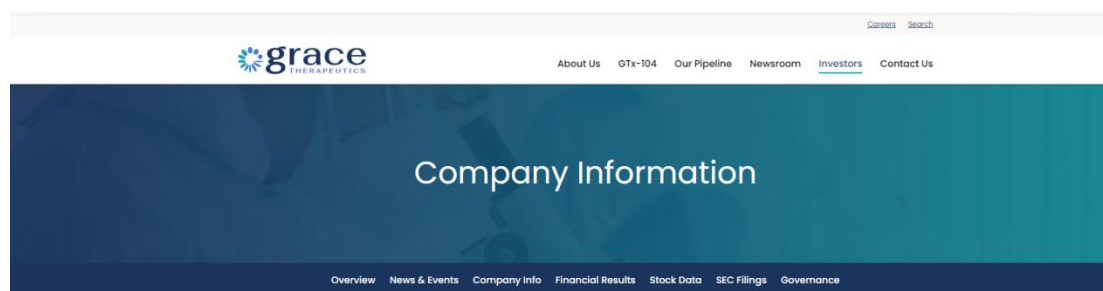 Careers Search
grace
THERAPEUTICS
About Us GTx-104 Our Pipeline Newsroom Investors Contact Us
Company Information
Overview News & Events Company Info Financial Results Stock Data SEC Filings Governance